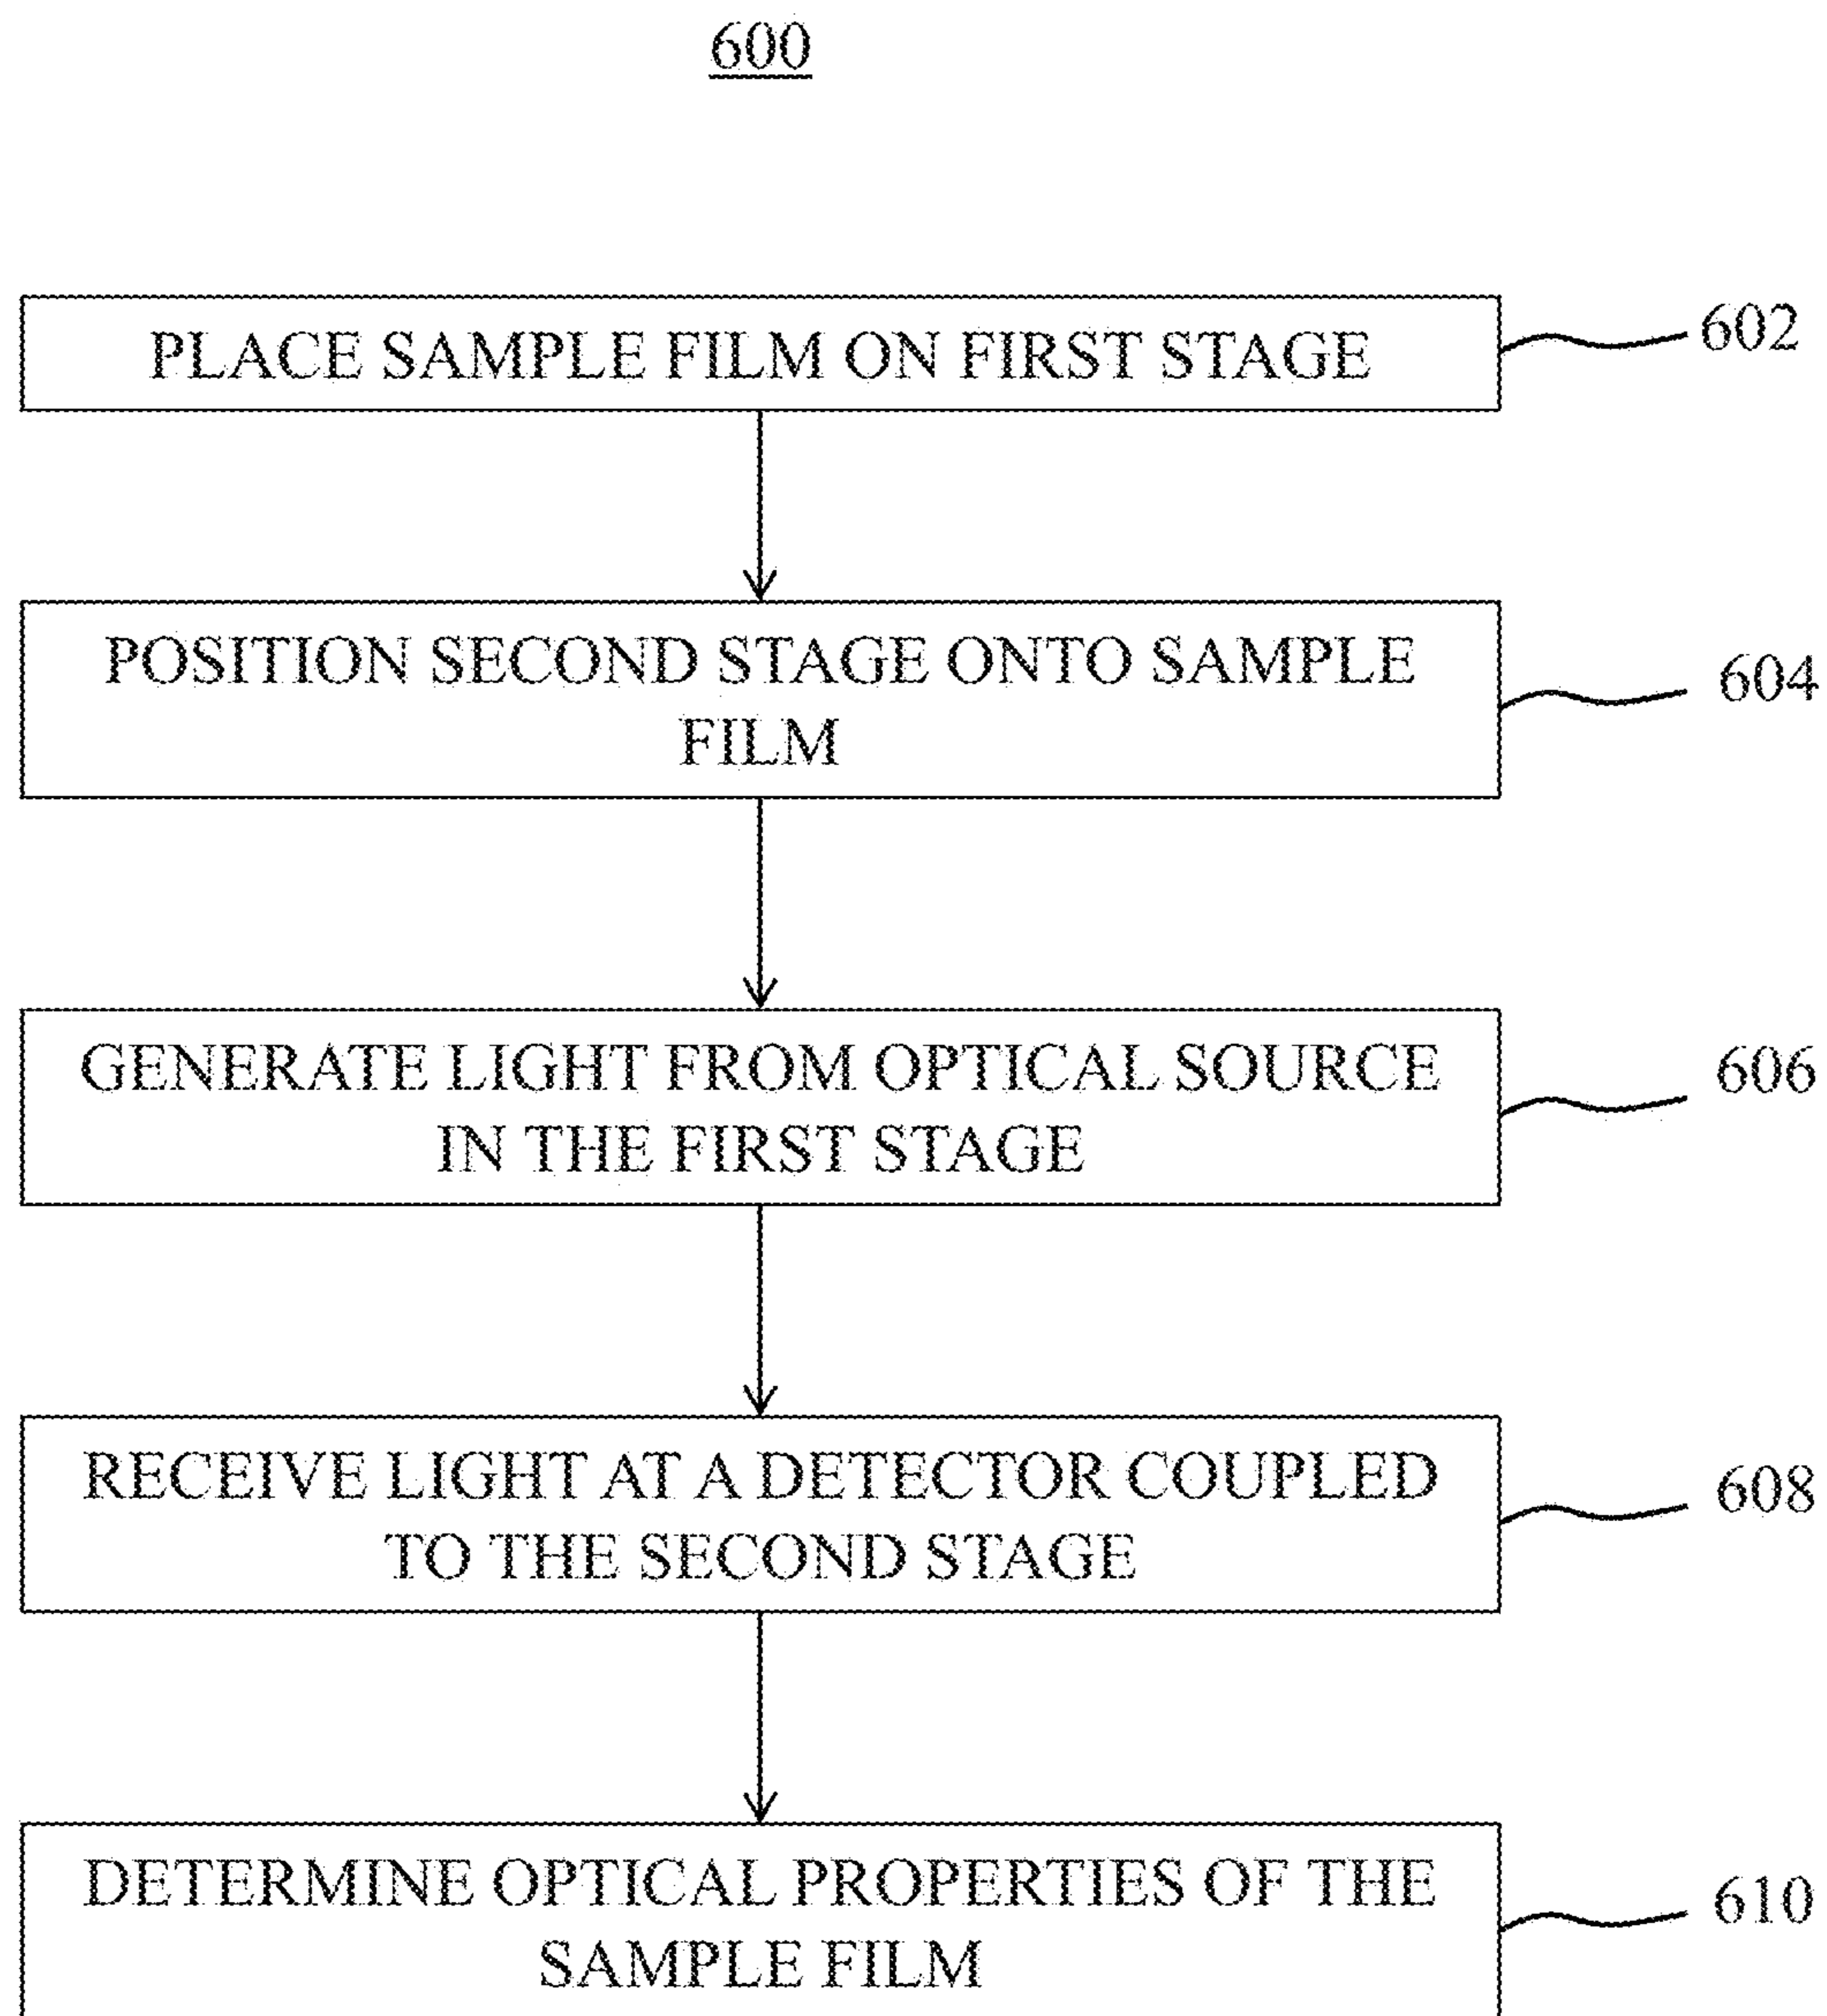 600
PLACE SAMPLE FILM ON FIRST STAGE
602
POSITION SECOND STAGE ONTO SAMPLE
FILM
604
GENERATE LIGHT FROM OPTICAL SOURCE
IN THE FIRST STAGE
606
RECEIVE LIGHT AT A DETECTOR COUPLED
TO THE SECOND STAGE
608
DETERMINE OPTICAL PROPERTIES OF THE
SAMPLE FILM
610